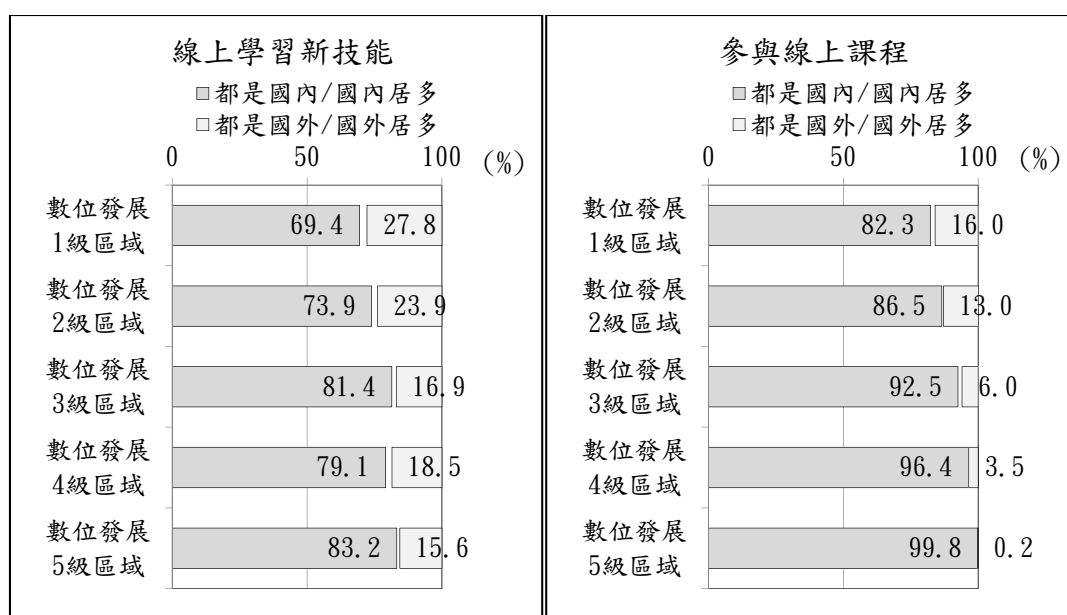 線上學習新技能
□都是國內/國內居多
□都是國外/國外居多
0 50 100 (%)
數位發展
1級區域
69.4 27.8
數位發展
2級區域
73.9 23.9
數位發展
3級區域
81.4 16.9
數位發展
4級區域
79.1 18.5
數位發展
5級區域
83.2 15.6
參與線上課程
□都是國內/國內居多
□都是國外/國外居多
0 50 100 (%)
數位發展
1級區域
82.3 16.0
數位發展
2級區域
86.5 13.0
數位發展
3級區域
92.5 6.0
數位發展
4級區域
96.4 3.5
數位發展
5級區域
99.8 0.2